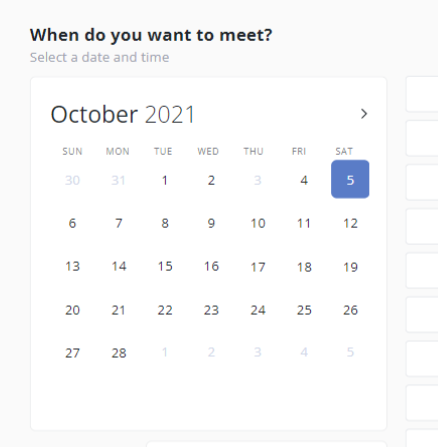 When do you want to meet?
Select a date and time
October 2021 >
SUN MON TUE WED THU FRI SAT
30 31 1 2 3 4 5
6 7 8 9 10 11 12
13 14 15 16 17 18 19
20 21 22 23 24 25 26
27 28 1 2 3 4 5